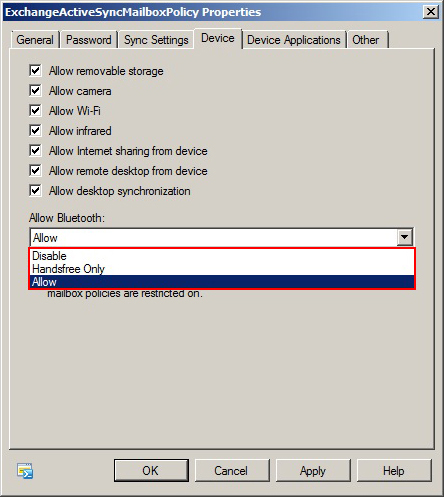 ExchangeActiveSyncMailboxPolicy Properties
General Password Sync Settings Device Device Applications Other
Allow removable storage
Allow camera
Allow Wi-Fi
Allow infrared
Allow Internet sharing from device
Allow remote desktop from device
Allow desktop synchronization
Allow Bluetooth:
Allow
Disable
Handsfree Only
Allow
mailbox policies are restricted on.
OK Cancel Apply Help